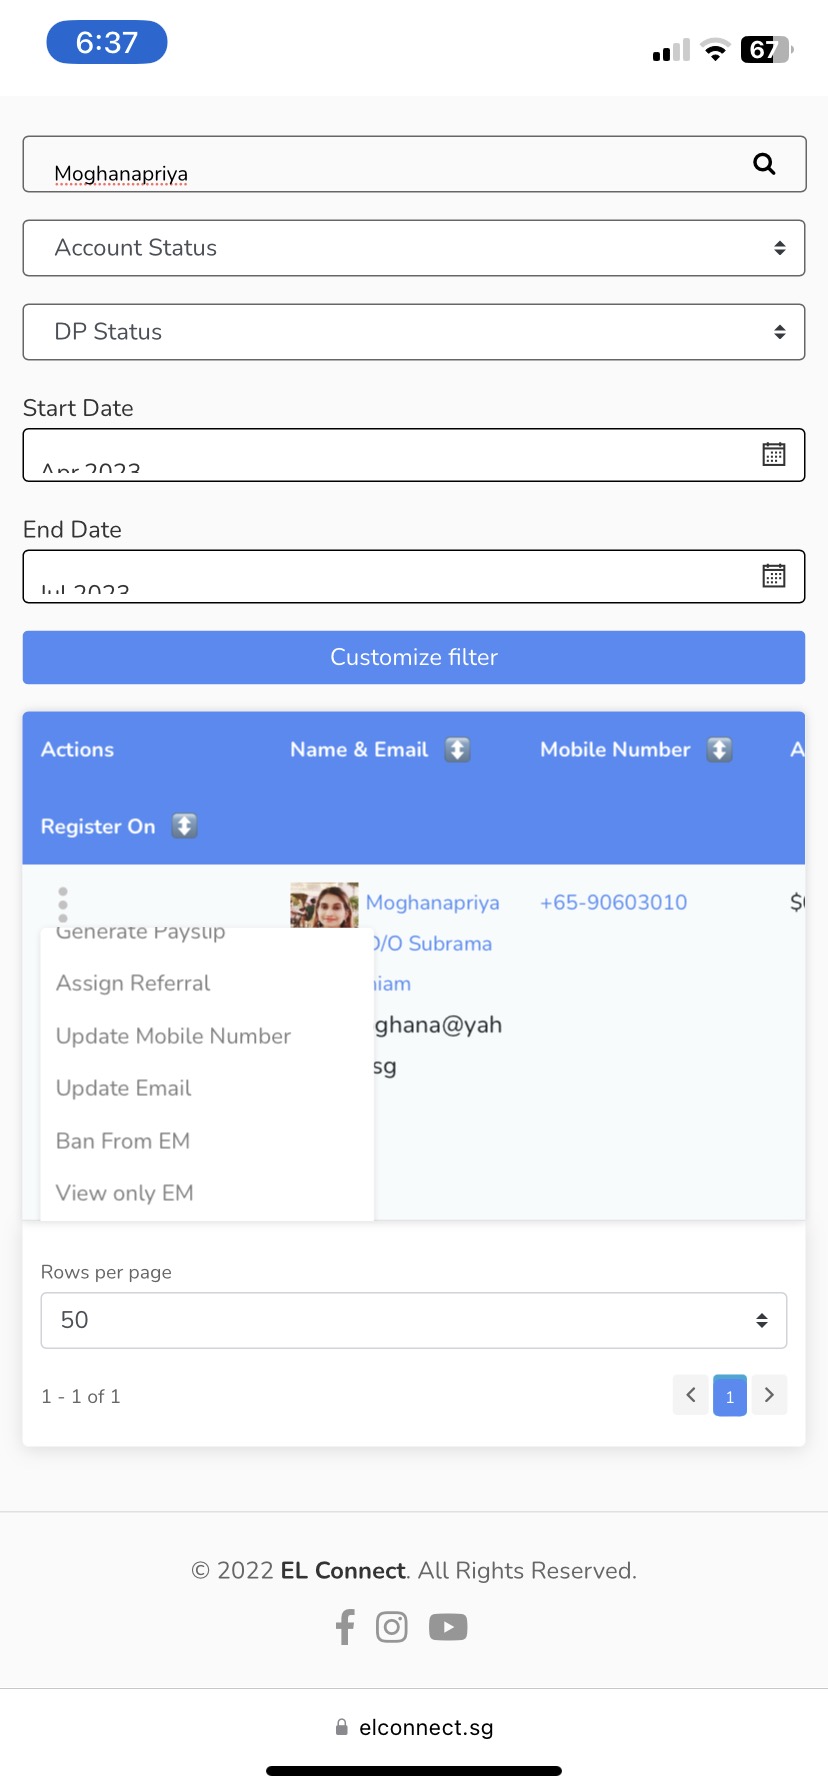 6:37
67
Moghanapriya
Account Status
DP Status
Start Date
Apr 2023
End Date
Jul 2023
Customize filter
Actions
Name & Email
Mobile Number
A
Register On
Moghanapriya
+65-90603010
$
Generate Payslip
D/O Subrama
Assign Referral
niam
Update Mobile Number
ghana@yah
sg
Update Email
Ban From EM
View only EM
Rows per page
50
1 - 1 of 1
1
© 2022 EL Connect. All Rights Reserved.
elconnect.sg